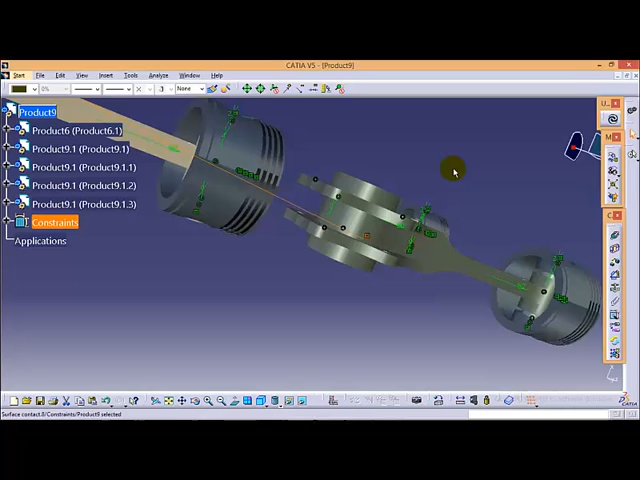 CATIA V5 - [Product9]
Start File Edit View Insert Tools Analyze Window Help
None
Product9
Product6 (Product6.1)
Product9.1 (Product9.1)
Product9.1 (Product9.1.1)
Product9.1 (Product9.1.2)
Product9.1 (Product9.1.3)
Constraints
Applications
Surface contact.8/Constraints/Product9 selected
CATIA